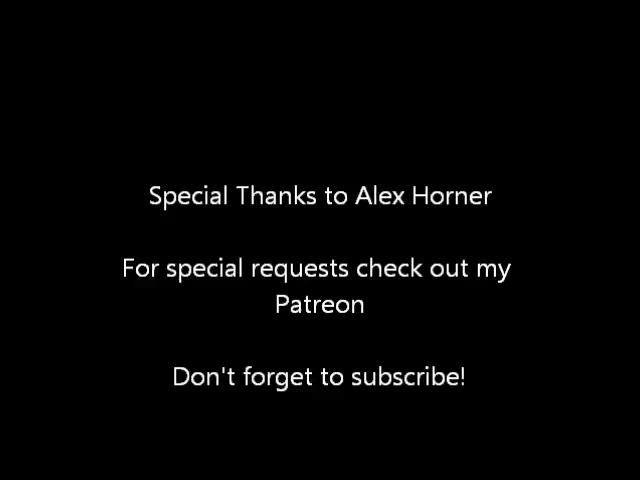 Special Thanks to Alex Horner
For special requests check out my
Patreon
Don't forget to subscribe!